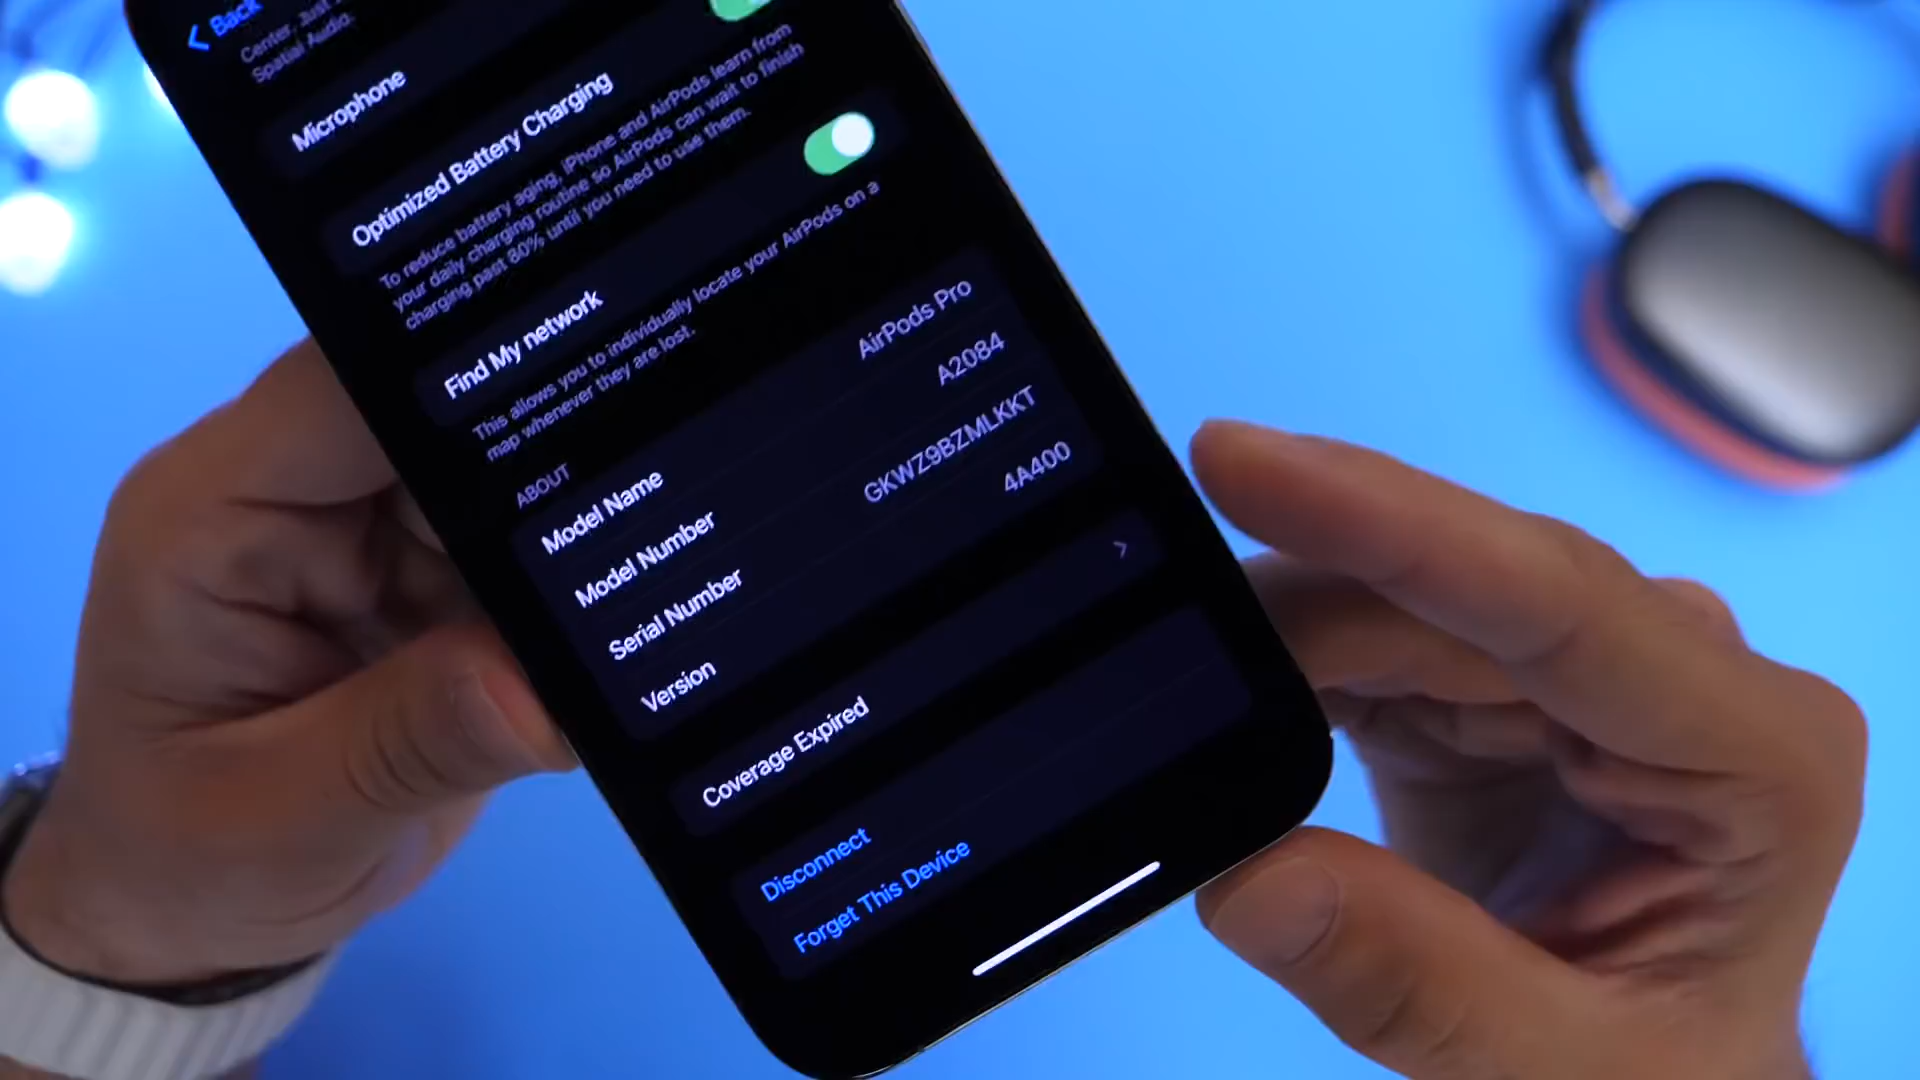 Back
Center, Just
Spatial Audio.
Microphone
Optimized Battery Charging
To reduce battery aging, iPhone and AirPods learn from
your daily charging routine so AirPods can wait to finish
charging past 80% until you need to use them.
Find My network
This allows you to individually locate your AirPods on a
map whenever they are lost.
ABOUT
Model Name AirPods Pro
Model Number A2084
Serial Number GKWZ9BZMLKKT
Version 4A400
Coverage Expired
Disconnect
Forget This Device